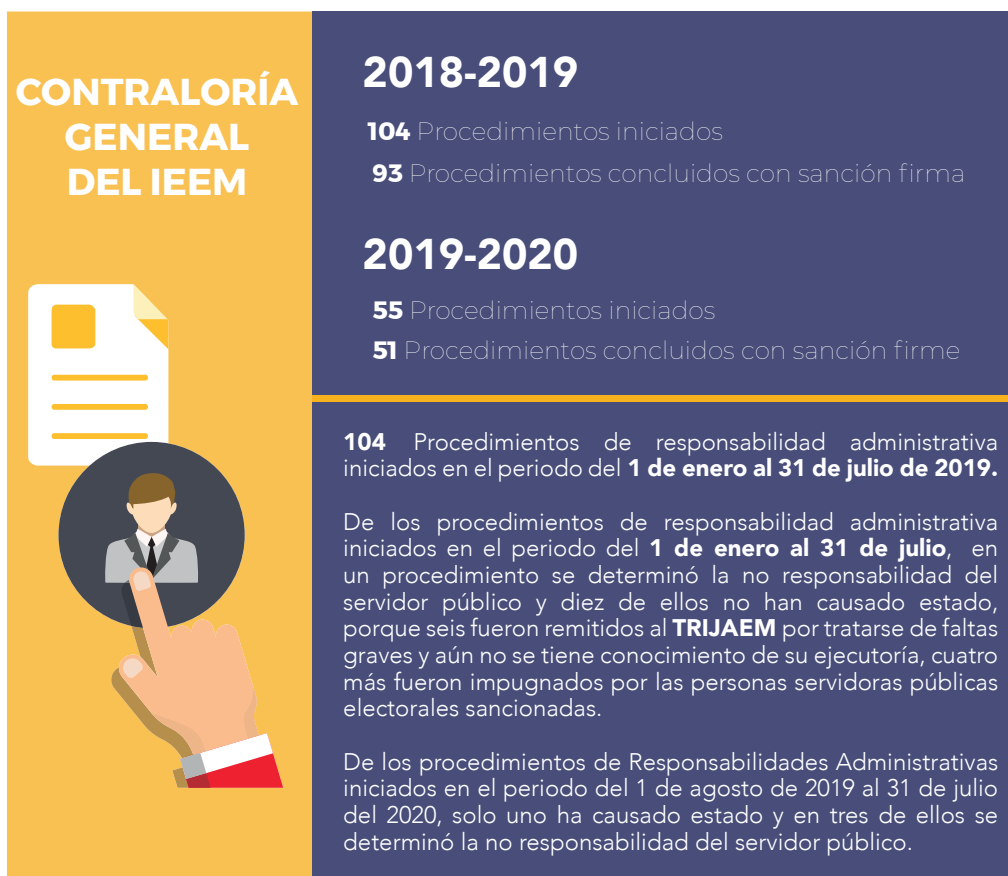 CONTRALORÍA
GENERAL
DEL IEEM
2018-2019
104 Procedimientos iniciados
93 Procedimientos concluidos con sanción firma
2019-2020
55 Procedimientos iniciados
51 Procedimientos concluidos con sanción firme
104 Procedimientos de responsabilidad administrativa
iniciados en el periodo del 1 de enero al 31 de julio de 2019.
De los procedimientos de responsabilidad administrativa
iniciados en el periodo del 1 de enero al 31 de julio, en
un procedimiento se determinó la no responsabilidad del
servidor público y diez de ellos no han causado estado,
porque seis fueron remitidos al TRIJAEM por tratarse de faltas
graves y aún no se tiene conocimiento de su ejecutoría, cuatro
más fueron impugnados por las personas servidoras públicas
electorales sancionadas.
De los procedimientos de Responsabilidades Administrativas
iniciados en el periodo del 1 de agosto de 2019 al 31 de julio
del 2020, solo uno ha causado estado y en tres de ellos se
determinó la no responsabilidad del servidor público.